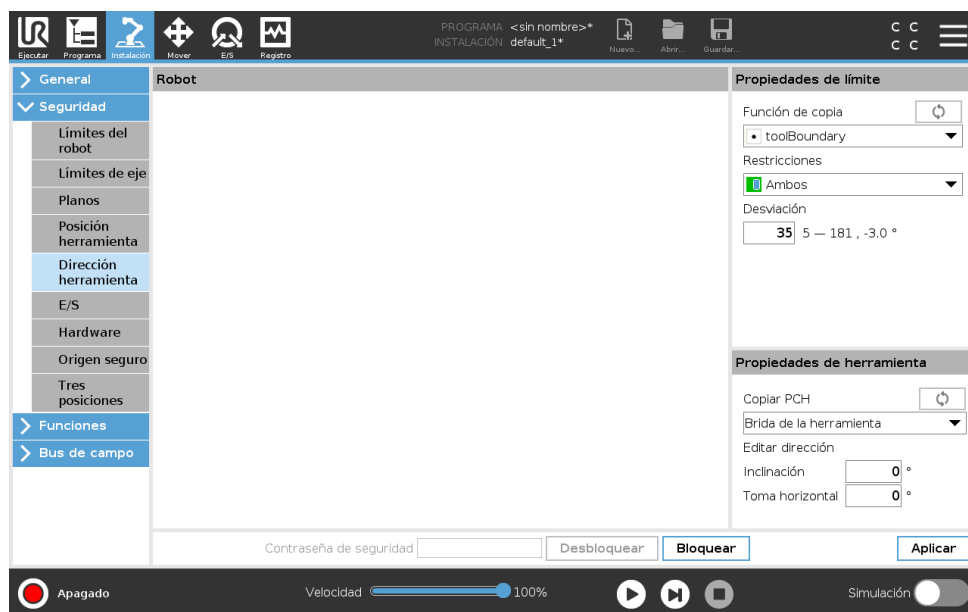 PROGRAMA <sin nombre>*
INSTALACIÓN default_1*
Ejecutar Programa Instalación Mover E/S Registro Nuevo... Abrir... Guardar...
C C
C C
General
Seguridad
Límites del
robot
Límites de eje
Planos
Posición
herramienta
Dirección
herramienta
E/S
Hardware
Origen seguro
Tres
posiciones
Funciones
Bus de campo
Robot
Propiedades de límite
Función de copia
toolBoundary
Restricciones
Ambos
Desviación
35 5 — 181 , -3.0 °
Propiedades de herramienta
Copiar PCH
Brida de la herramienta
Editar dirección
Inclinación 0 °
Toma horizontal 0 °
Contraseña de seguridad Desbloquear Bloquear Aplicar
Apagado Velocidad 100% Simulación